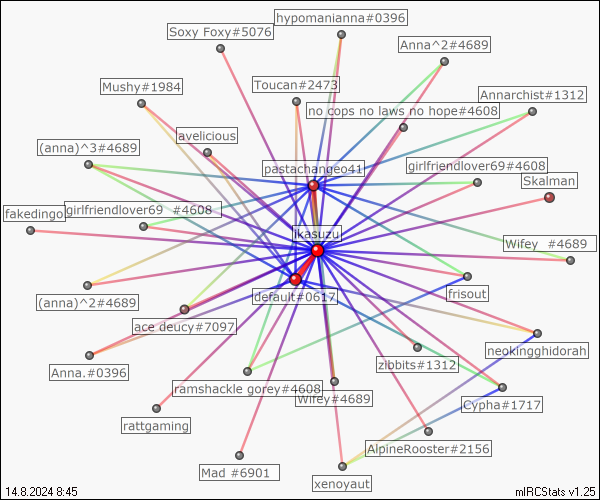 hypomanianna#0396
Soxy Foxy#5076
Anna^2#4689
Mushy#1984
Toucan#2473
Annarchist#1312
no cops no laws no hope#4608
avelicious
(anna)^3#4689
pastachangeo41
girlfriendlover69#4608
Skalman
fakedingo
girlfriendlover69 #4608
ikasuzu
Wifey #4689
(anna)^2#4689
default#0617
frisout
ace deucy#7097
neokingghidorah
Anna.#0396
zibbits#1312
ramshackle gorey#4608
Wifey#4689
Cypha#1717
rattgaming
AlpineRooster#2156
Mad #6901
xenoyaut
14.8.2024 8:45
mIRCStats v1.25